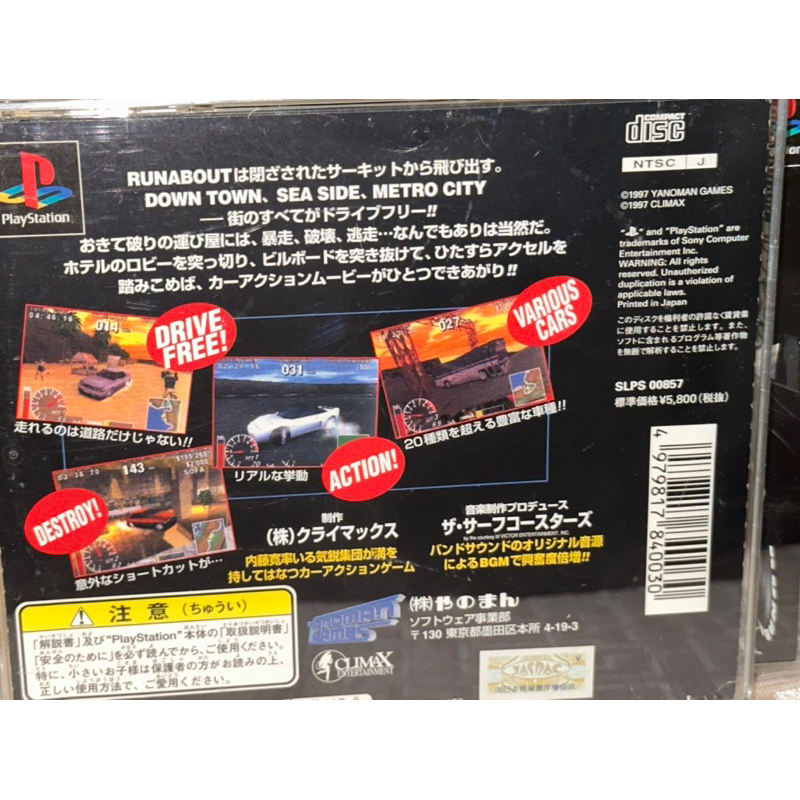 PlayStation
RUNABOUTは閉ざされたサーキットから飛び出す。
DOWN TOWN、SEA SIDE、METRO CITY
──街のすべてがドライブフリー!!
おきて破りの運び屋には、暴走、破壊、逃走…なんでもありは当然だ。
ホテルのロビーを突っ切り、ビルボードを突き抜けて、ひたすらアクセルを
踏みこめば、カーアクションムービーがひとつできあがり!!
DRIVE
FREE!
014
走れるのは道路だけじゃない!!
031
リアルな挙動
ACTION!
VARIOUS
CARS
027
20種類を超える豊富な車種!!
DESTROY!
143
意外なショートカットが…
制作
(株)クライマックス
内藤寛率いる気鋭集団が満を
持してはなつカーアクションゲーム
音楽制作プロデュース
ザ・サーフコースターズ
by the courtesy of VICTOR ENTERTAINMENT, INC.
バンドサウンドのオリジナル音源
によるBGMで興奮度倍増!!
注意(ちゅうい)
「解説書」及び"PlayStation"本体の「取扱説明書」
「安全のために」を必ず読んでから、ご使用ください。
特に、小さいお子様は保護者の方がお読みの上、
正しい使用方法で、ご愛用ください。
yanoman
games
CLIMAX
ENTERTAINMENT
(株)やのまん
ソフトウェア事業部
〒130 東京都墨田区本所 4-19-3
JASRAC
COMPACT
disc
NTSC J
©1997 YANOMAN GAMES
©1997 CLIMAX
" " and "PlayStation" are
trademarks of Sony Computer
Entertainment Inc.
WARNING: All rights
reserved. Unauthorized
duplication is a violation of
applicable laws.
Printed in Japan
このディスクを権利者の許諾なく賃貸業
に使用することを禁止します。また、
ソフトに含まれるプログラム等著作物
を無断で解析することを禁止します。
SLPS 00857
標準価格¥5,800(税抜)
4979817840030